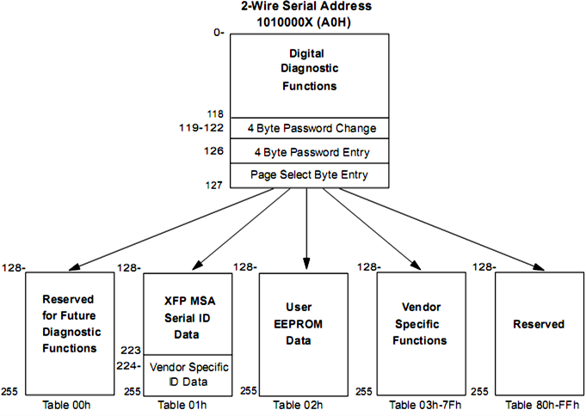 2-Wire Serial Address
1010000X (A0H)
0-
Digital
Diagnostic
Functions
118
119-122
4 Byte Password Change
126
4 Byte Password Entry
Page Select Byte Entry
127
128-
128-
128-
128-
128-
Reserved
for Future
Diagnostic
Functions
XFP MSA
Serial ID
Data
User
EEPROM
Data
Vendor
Specific
Functions
Reserved
223
224-
Vendor Specific
ID Data
255
255
255
255
255
Table 00h
Table 01h
Table 02h
Table 03h-7Fh
Table 80h-FFh